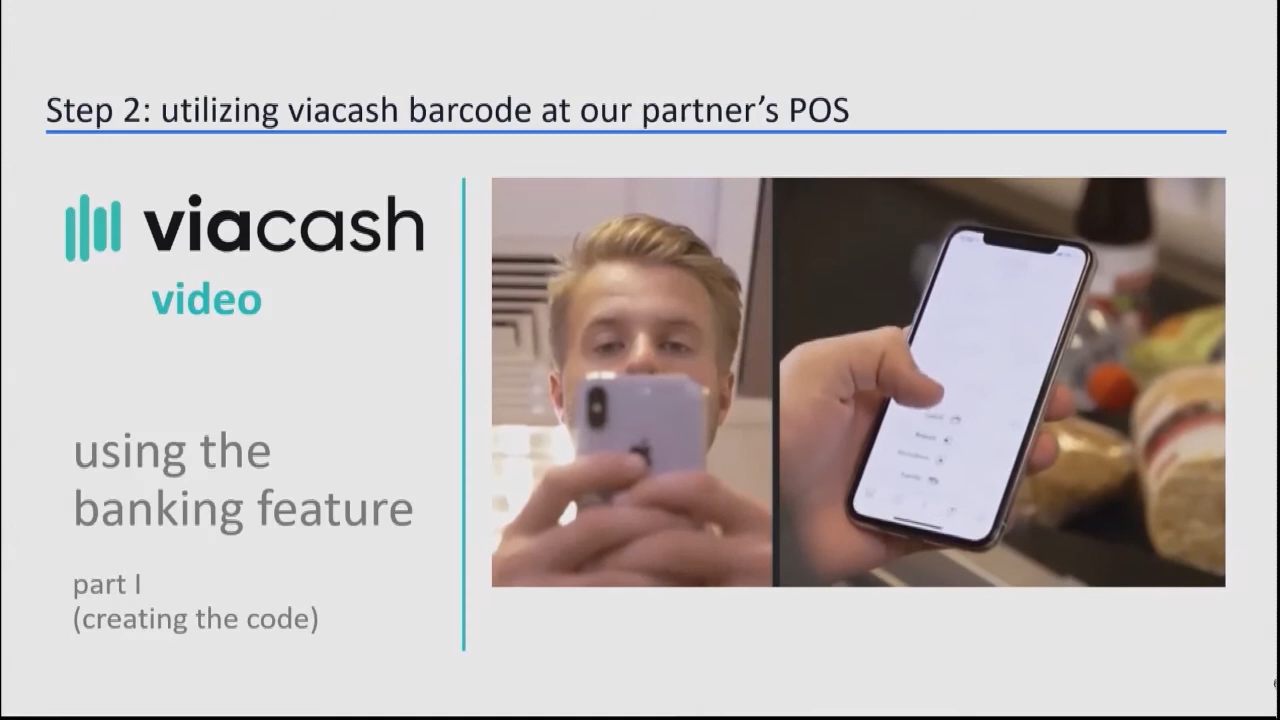 Step 2: utilizing viacash barcode at our partner's POS
viacash
video
using the
banking feature
part I
(creating the code)